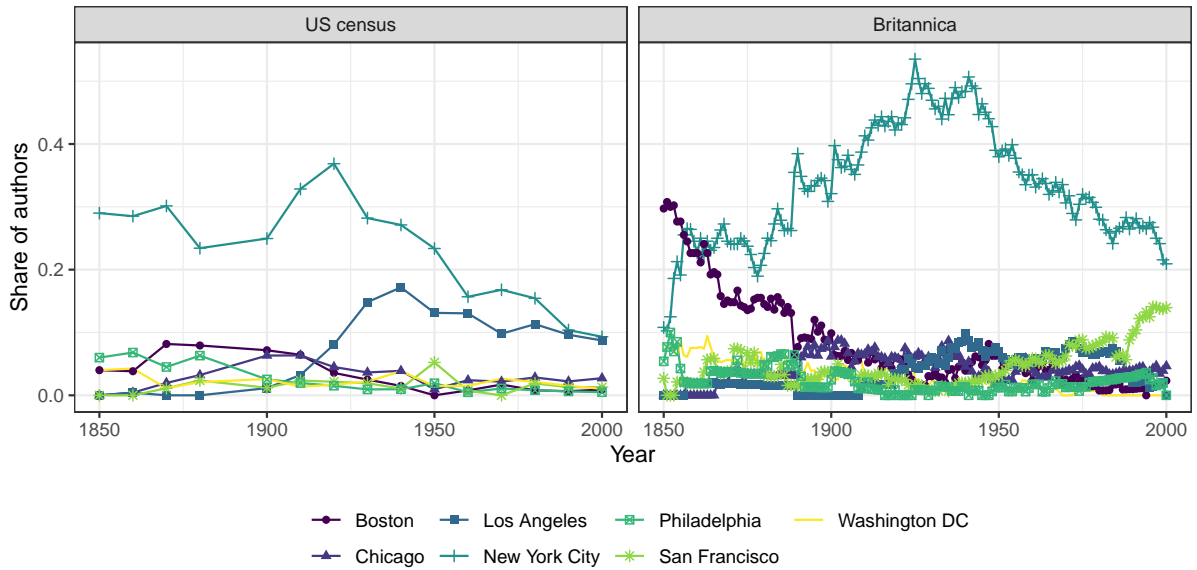 US census Britannica
Share of authors
0.4
0.2
0.0
1850 1900 1950 2000 1850 1900 1950 2000
Year
Boston Los Angeles Philadelphia Washington DC
Chicago New York City San Francisco